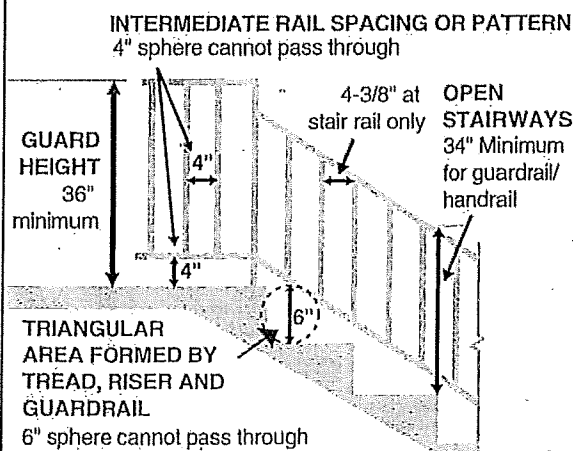 INTERMEDIATE RAIL SPACING OR PATTERN
4" sphere cannot pass through
4-3/8" at
stair rail only
OPEN
STAIRWAYS
34" Minimum
for guardrail/
handrail
GUARD
HEIGHT
36"
minimum
4"
4"
6"
TRIANGULAR
AREA FORMED BY
TREAD, RISER AND
GUARDRAIL
6" sphere cannot pass through